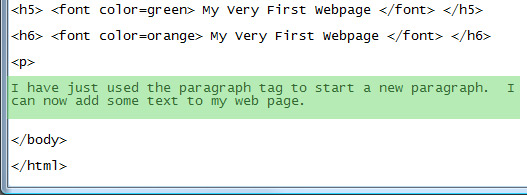 <h5> <font color=green> My Very First Webpage </font> </h5>
<h6> <font color=orange> My Very First Webpage </font> </h6>
<p>
I have just used the paragraph tag to start a new paragraph.  I
can now add some text to my web page.
</body>
</html>